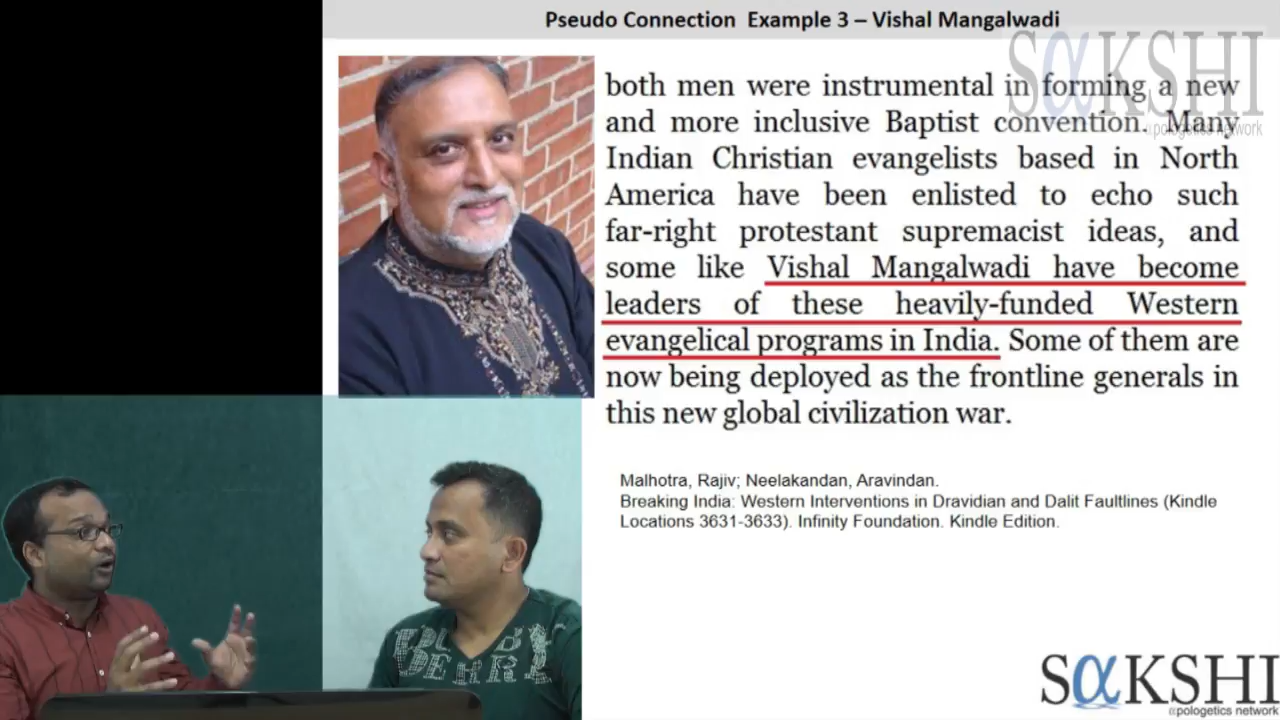 Pseudo Connection Example 3 – Vishal Mangalwadi
SαKSHI
αpologetics network
both men were instrumental in forming a new
and more inclusive Baptist convention. Many
Indian Christian evangelists based in North
America have been enlisted to echo such
far-right protestant supremacist ideas, and
some like Vishal Mangalwadi have become
leaders of these heavily-funded Western
evangelical programs in India. Some of them are
now being deployed as the frontline generals in
this new global civilization war.
Malhotra, Rajiv; Neelakandan, Aravindan.
Breaking India: Western Interventions in Dravidian and Dalit Faultlines (Kindle
Locations 3631-3633). Infinity Foundation. Kindle Edition.
SαKSHI
αpologetics network